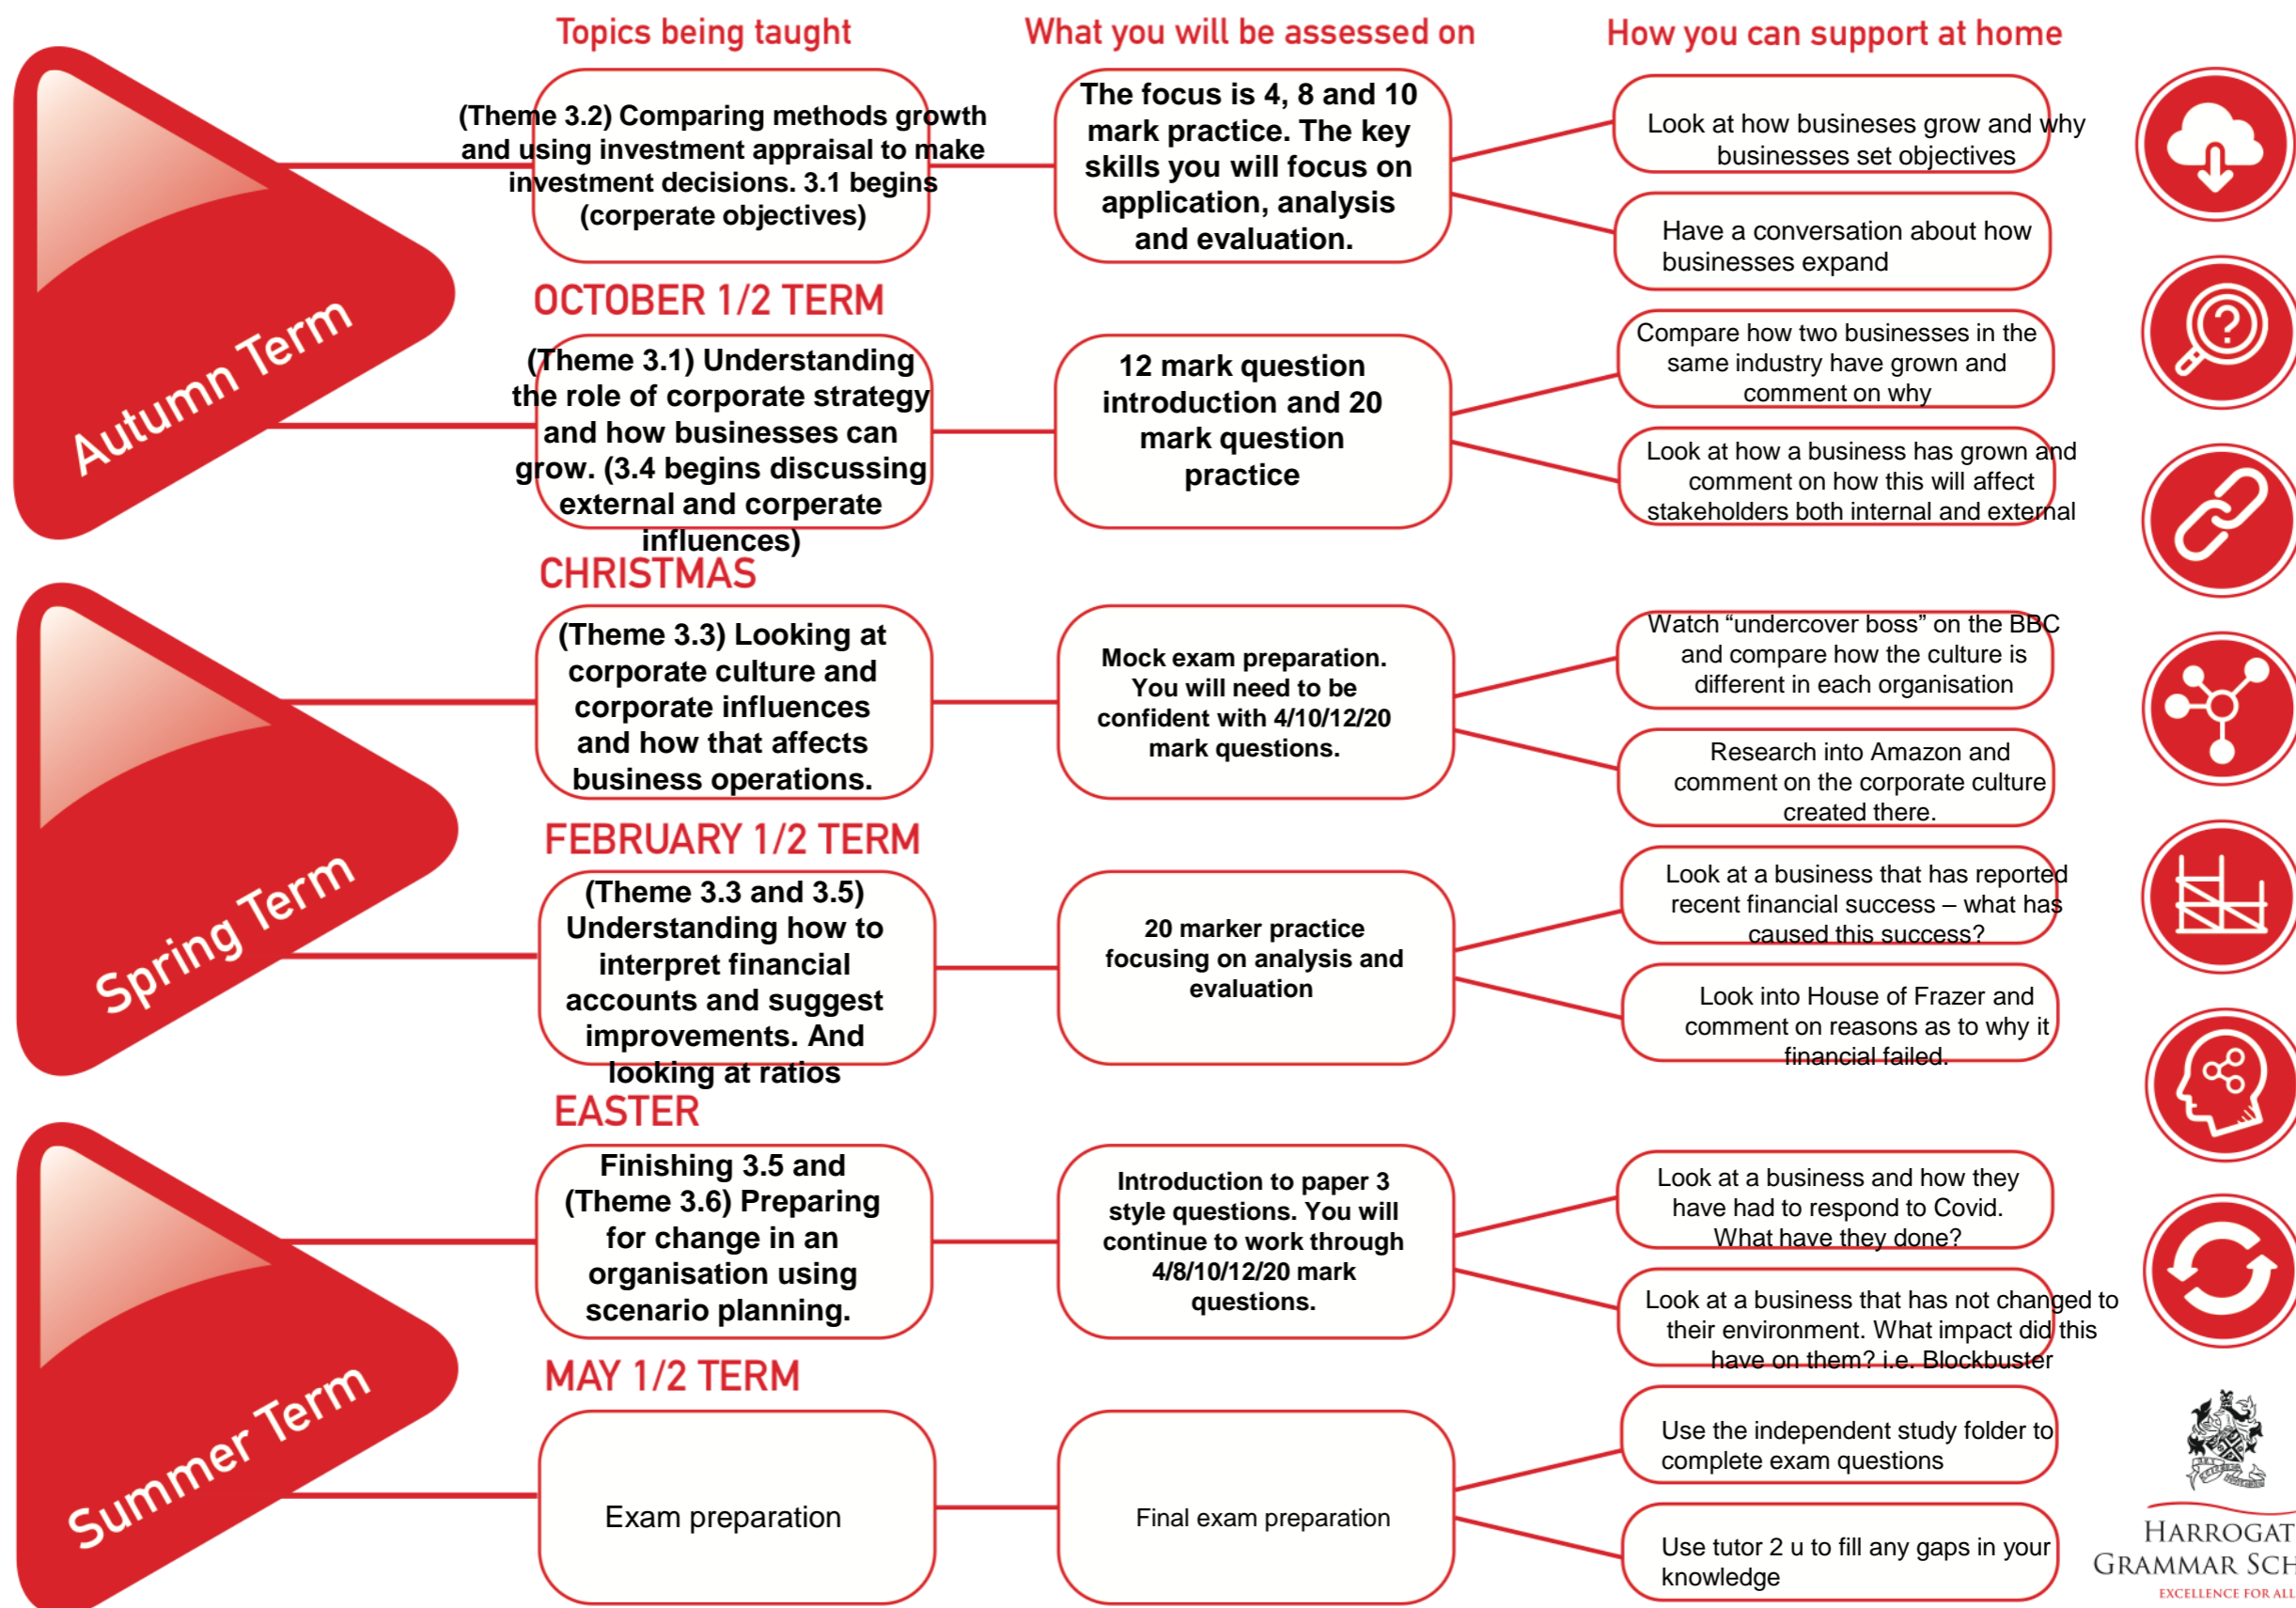 Topics being taught
What you will be assessed on
How you can support at home
Autumn Term
(Theme 3.2) Comparing methods growth
and using investment appraisal to make
investment decisions. 3.1 begins
(corperate objectives)
The focus is 4, 8 and 10
mark practice. The key
skills you will focus on
application, analysis
and evaluation.
Look at how busineses grow and why
businesses set objectives
Have a conversation about how
businesses expand
OCTOBER 1/2 TERM
(Theme 3.1) Understanding
the role of corporate strategy
and how businesses can
grow. (3.4 begins discussing
external and corperate
influences)
12 mark question
introduction and 20
mark question
practice
Compare how two businesses in the
same industry have grown and
comment on why
Look at how a business has grown and
comment on how this will affect
stakeholders both internal and external
CHRISTMAS
Spring Term
(Theme 3.3) Looking at
corporate culture and
corporate influences
and how that affects
business operations.
Mock exam preparation.
You will need to be
confident with 4/10/12/20
mark questions.
Watch “undercover boss” on the BBC
and compare how the culture is
different in each organisation
Research into Amazon and
comment on the corporate culture
created there.
FEBRUARY 1/2 TERM
(Theme 3.3 and 3.5)
Understanding how to
interpret financial
accounts and suggest
improvements. And
looking at ratios
20 marker practice
focusing on analysis and
evaluation
Look at a business that has reported
recent financial success – what has
caused this success?
Look into House of Frazer and
comment on reasons as to why it
financial failed.
EASTER
Summer Term
Finishing 3.5 and
(Theme 3.6) Preparing
for change in an
organisation using
scenario planning.
Introduction to paper 3
style questions. You will
continue to work through
4/8/10/12/20 mark
questions.
Look at a business and how they
have had to respond to Covid.
What have they done?
Look at a business that has not changed to
their environment. What impact did this
have on them? i.e. Blockbuster
MAY 1/2 TERM
Exam preparation
Final exam preparation
Use the independent study folder to
complete exam questions
Use tutor 2 u to fill any gaps in your
knowledge
HARROGAT
GRAMMAR SCH
EXCELLENCE FOR ALL